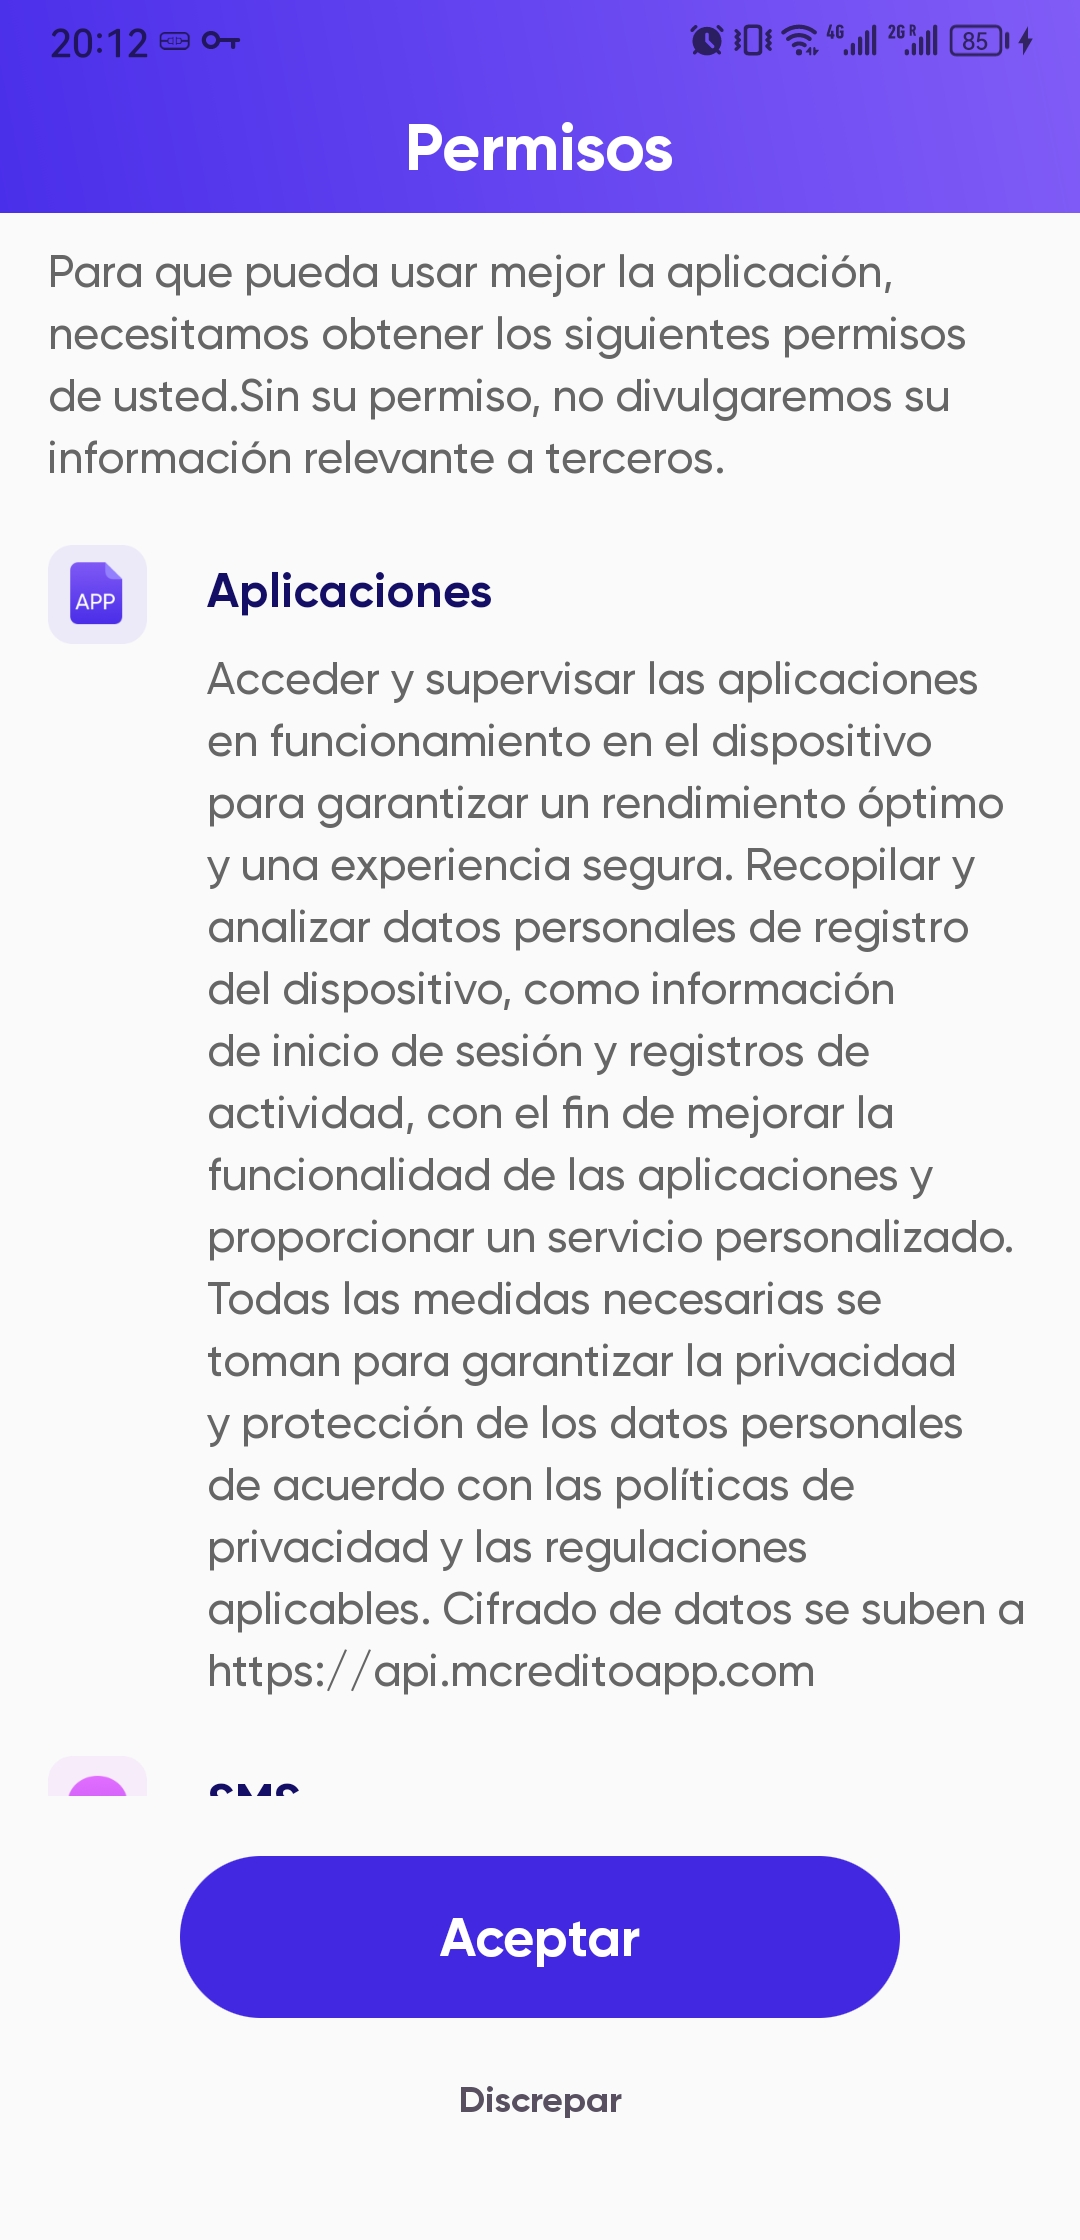 20:12
4G
2G R
85
Permisos
Para que pueda usar mejor la aplicación,
necesitamos obtener los siguientes permisos
de usted.Sin su permiso, no divulgaremos su
información relevante a terceros.
APP
Aplicaciones
Acceder y supervisar las aplicaciones
en funcionamiento en el dispositivo
para garantizar un rendimiento óptimo
y una experiencia segura. Recopilar y
analizar datos personales de registro
del dispositivo, como información
de inicio de sesión y registros de
actividad, con el fin de mejorar la
funcionalidad de las aplicaciones y
proporcionar un servicio personalizado.
Todas las medidas necesarias se
toman para garantizar la privacidad
y protección de los datos personales
de acuerdo con las políticas de
privacidad y las regulaciones
aplicables. Cifrado de datos se suben a
https://api.mcreditoapp.com
SMS
Aceptar
Discrepar